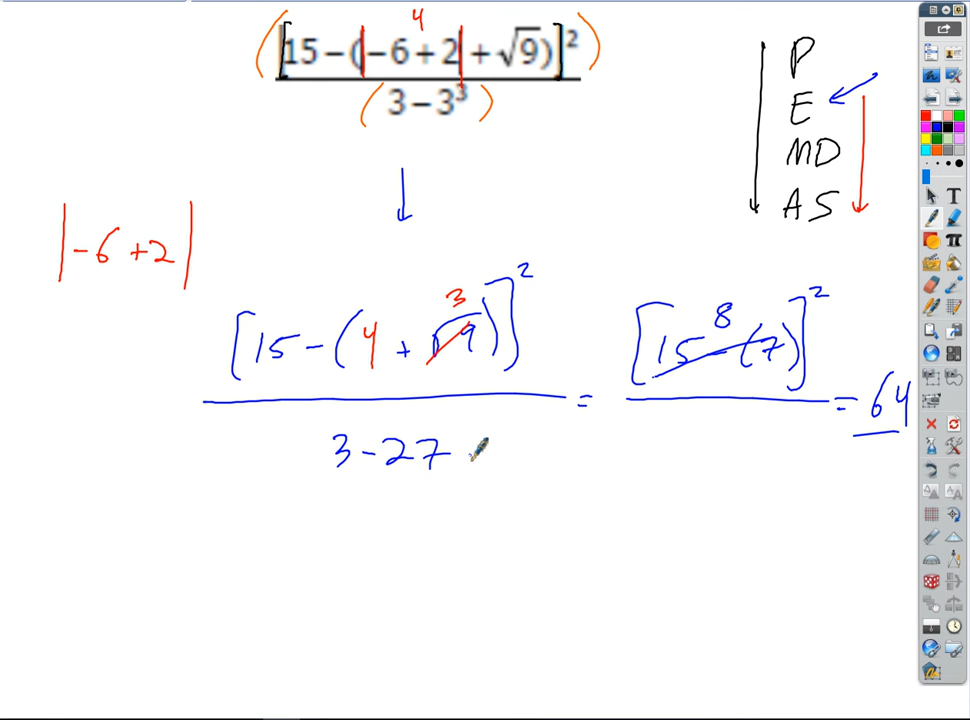 4
([15 − (|−6 + 2| + √9)]²)
(3 − 3³)
P
E
MD
AS
|-6 +2|
3
[15 - (4 + √9)]² = 8 [15 - (7)]² = 64
3 - 27
T
π
A A